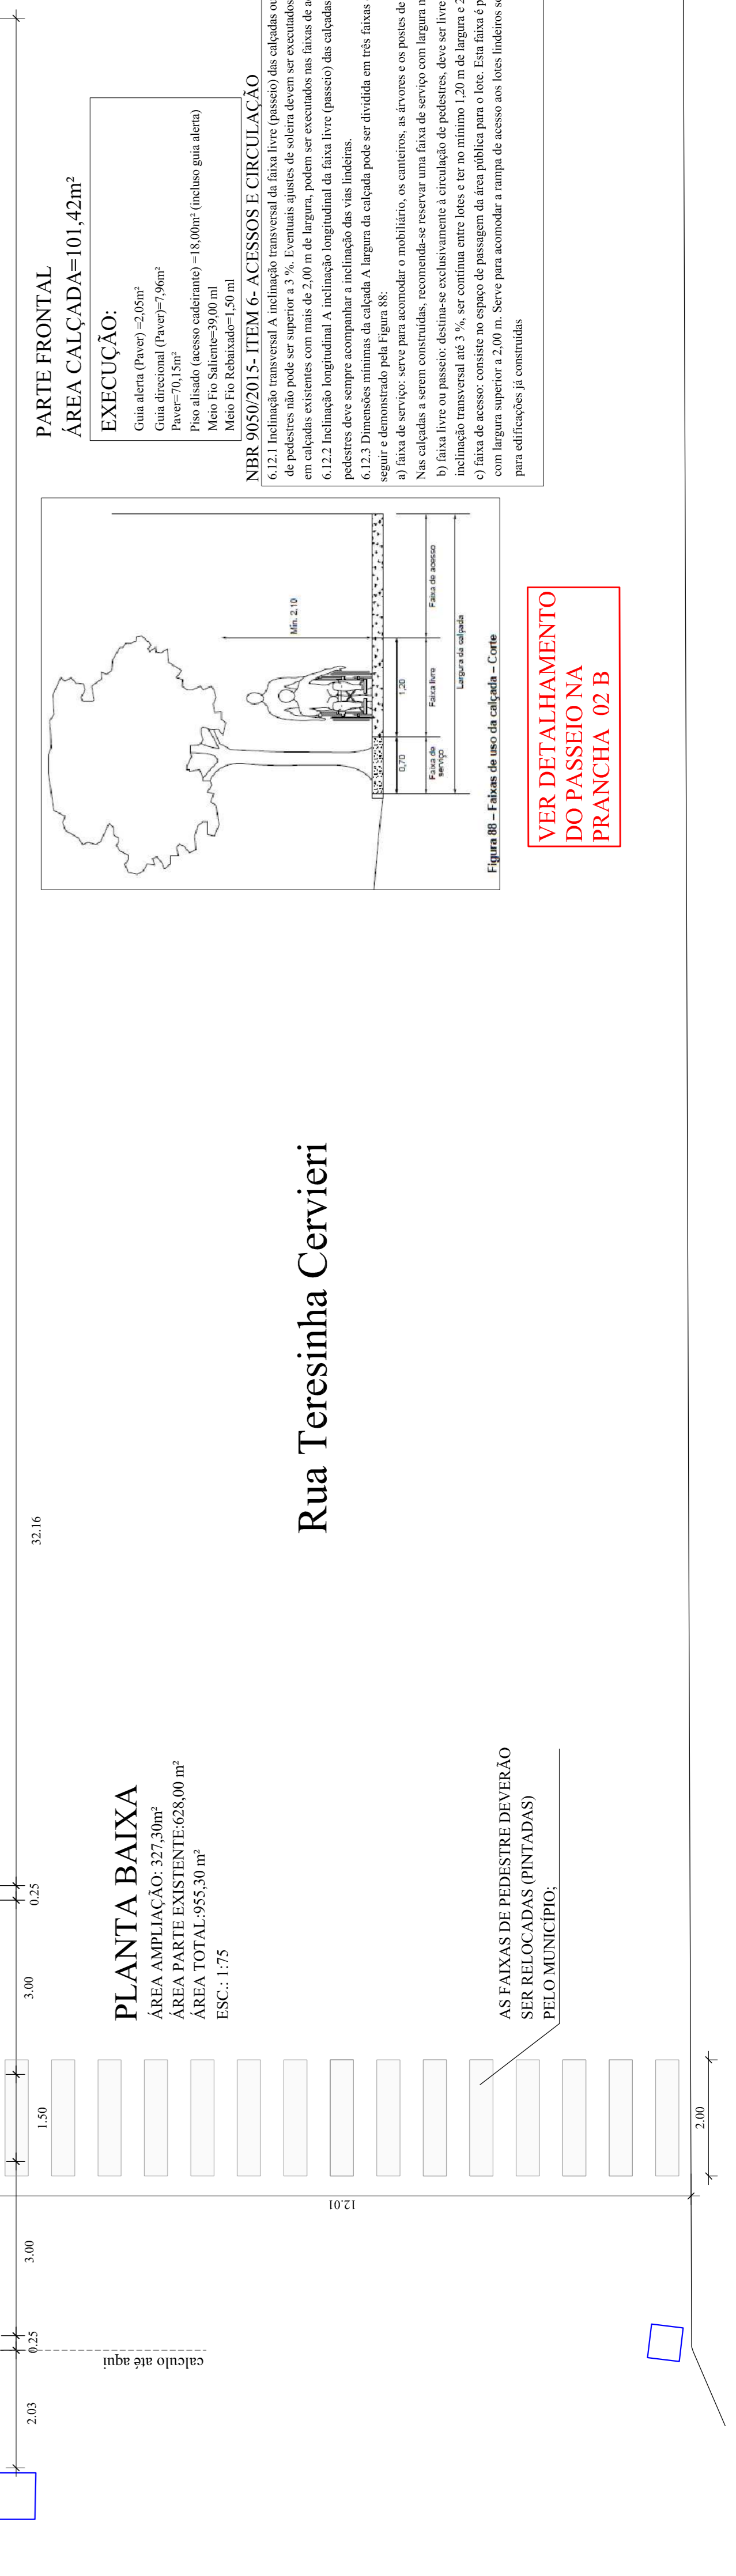 PARTE FRONTAL
ÁREA CALÇADA=101,42m²
EXECUÇÃO:
Guia alerta (Paver) =2,05m²
Guia direcional (Paver)=7,96m²
Paver=70,15m²
Piso alisado (acesso cadeirante) =18,00m² (incluso guia alerta)
Meio Fio Saliente=39,00 ml
Meio Fio Rebaixado=1,50 ml
NBR 9050/2015- ITEM 6- ACESSOS E CIRCULAÇÃO
6.12.1 Inclinação transversal A inclinação transversal da faixa livre (passeio) das calçadas ou
de pedestres não pode ser superior a 3 %. Eventuais ajustes de soleira devem ser executados
em calçadas existentes com mais de 2,00 m de largura, podem ser executados nas faixas de
6.12.2 Inclinação longitudinal A inclinação longitudinal da faixa livre (passeio) das calçadas
pedestres deve sempre acompanhar a inclinação das vias lindeiras.
6.12.3 Dimensões mínimas da calçada A largura da calçada pode ser dividida em três faixas
seguir e demonstrado pela Figura 88:
a) faixa de serviço: serve para acomodar o mobiliário, os canteiros, as árvores e os postes de
Nas calçadas a serem construídas, recomenda-se reservar uma faixa de serviço com largura
b) faixa livre ou passeio: destina-se exclusivamente à circulação de pedestres, deve ser livre
inclinação transversal até 3 %, ser contínua entre lotes e ter no mínimo 1,20 m de largura e
c) faixa de acesso: consiste no espaço de passagem da área pública para o lote. Esta faixa é
com largura superior a 2,00 m. Serve para acomodar a rampa de acesso aos lotes lindeiros
para edificações já construídas
Mín. 2,10
0,70
1,20
Faixa de
serviço
Faixa livre
Faixa de acesso
Largura da calçada
Figura 88 – Faixas de uso da calçada – Corte
VER DETALHAMENTO
DO PASSEIO NA
PRANCHA 02 B
Rua Teresinha Cervieri
32.16
PLANTA BAIXA
ÁREA AMPLIAÇÃO: 327,30m²
ÁREA PARTE EXISTENTE:628,00 m²
ÁREA TOTAL:955,30 m²
ESC.: 1:75
AS FAIXAS DE PEDESTRE DEVERÃO
SER RELOCADAS (PINTADAS)
PELO MUNICÍPIO;
0.25
3.00
1.50
3.00
0.25
2.03
2.00
12.01
calculo até aqui